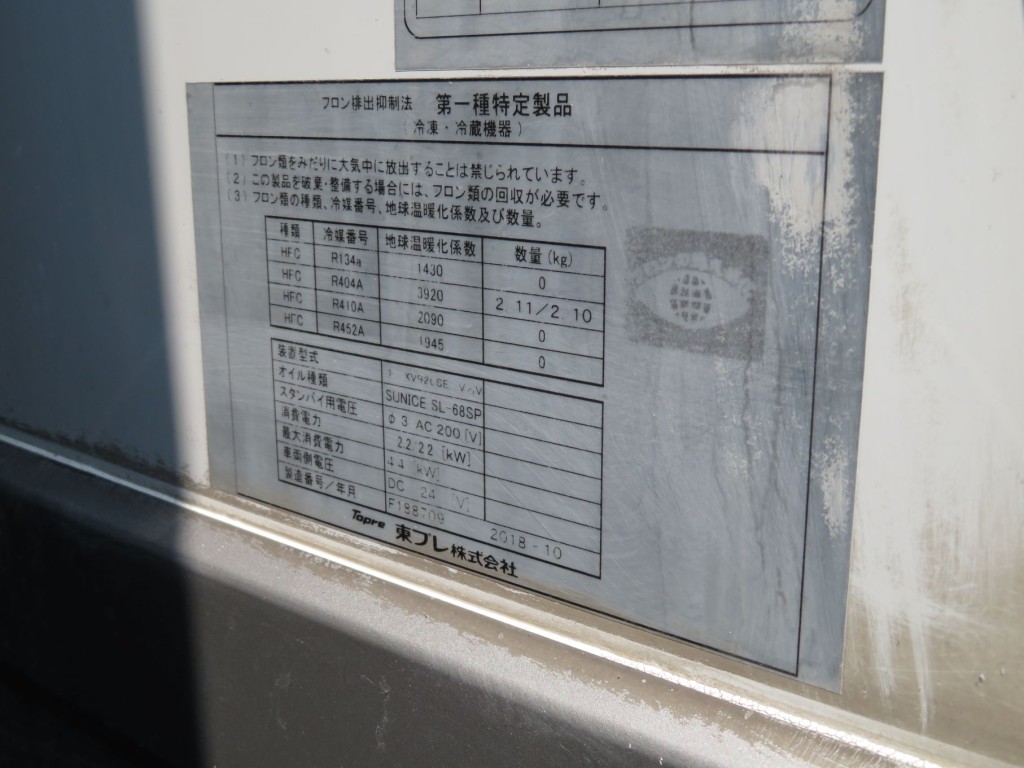 フロン排出抑制法 第一種特定製品
(冷凍・冷蔵機器)
(1) フロン類をみだりに大気中に放出することは禁じられています。
(2) この製品を破棄・整備する場合には、フロン類の回収が必要です。
(3) フロン類の種類、冷媒番号、地球温暖化係数及び数量。
種類 冷媒番号 地球温暖化係数 数量(kg)
HFC R134a 1430 0
HFC R404A 3920 2.11/2.10
HFC R410A 2090 0
HFC R452A 1945 0
装置型式
オイル種類 SUNICE SL-68SP
スタンバイ用電圧 φ3 AC 200 [V]
消費電力 2.2/2.2 [kW]
最大消費電力 4.4 [kW]
車両側電圧 DC 24 [V]
製造番号/年月 F188709 2018-10
Topre 東プレ株式会社